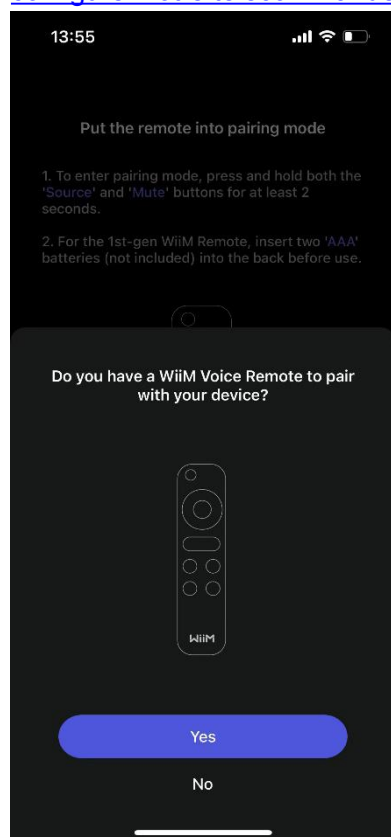 13:55
Put the remote into pairing mode
1. To enter pairing mode, press and hold both the
'Source' and 'Mute' buttons for at least 2
seconds.
2. For the 1st-gen WiiM Remote, insert two 'AAA'
batteries (not included) into the back before use.
Do you have a WiiM Voice Remote to pair
with your device?
WiiM
Yes
No